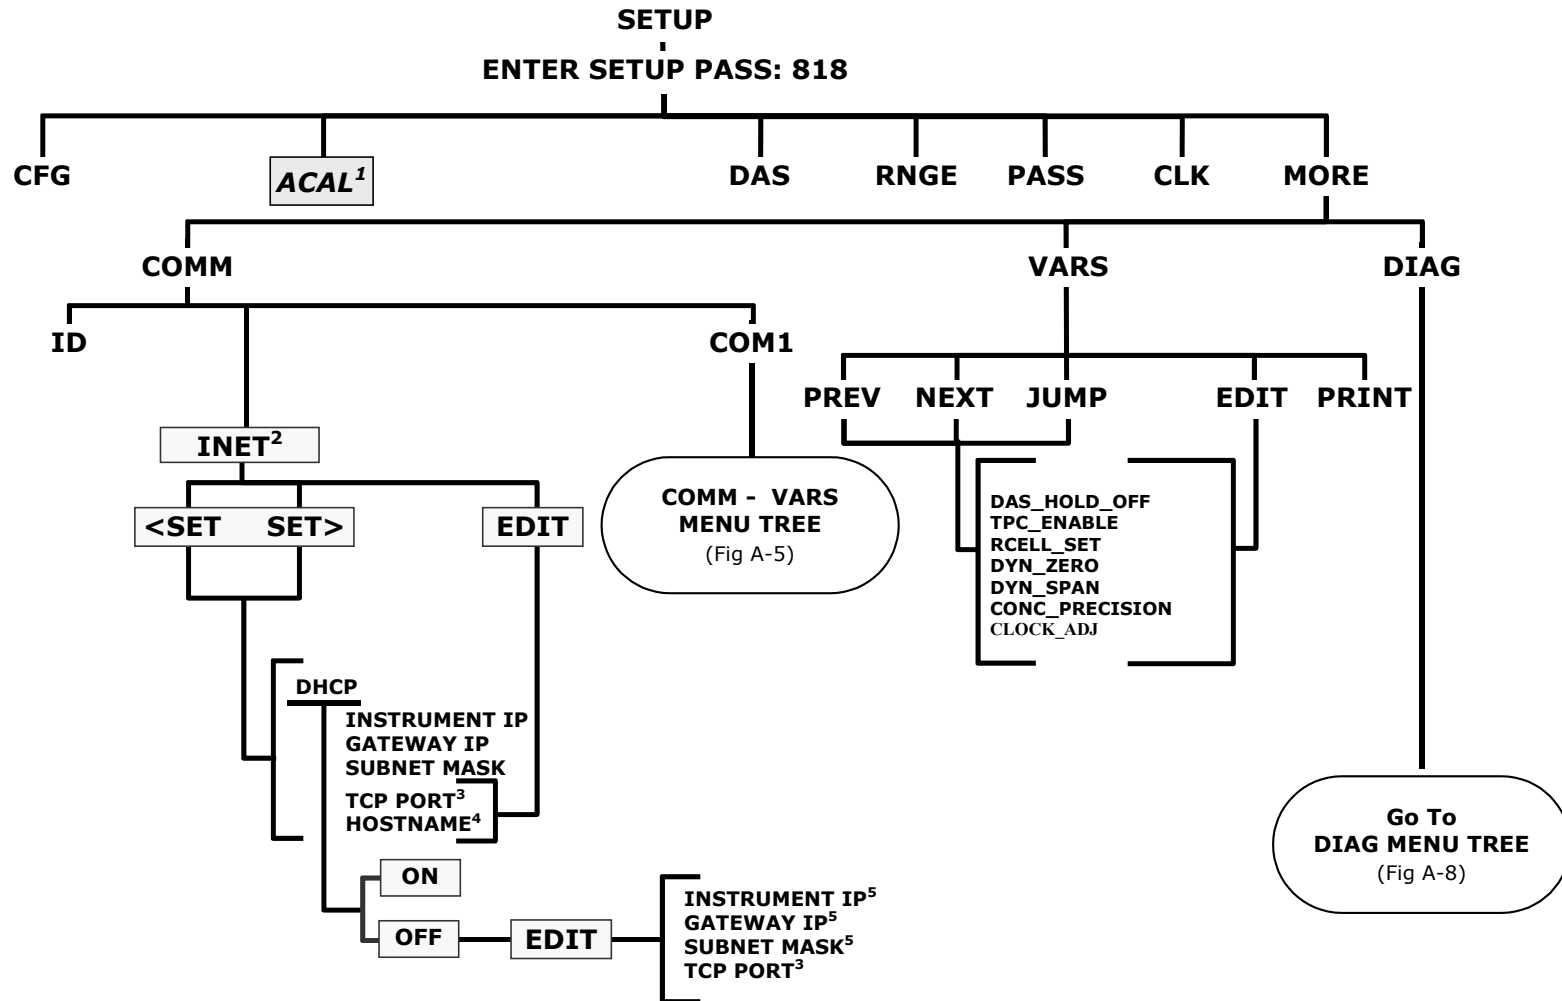 SETUP
ENTER SETUP PASS: 818
CFG
ACAL1
DAS
RNGE
PASS
CLK
MORE
COMM
VARS
DIAG
ID
COM1
PREV
NEXT
JUMP
EDIT
PRINT
INET2
<SET SET>
EDIT
COMM - VARS
MENU TREE
(Fig A-5)
DAS_HOLD_OFF
TPC_ENABLE
RCELL_SET
DYN_ZERO
DYN_SPAN
CONC_PRECISION
CLOCK_ADJ
DHCP
INSTRUMENT IP
GATEWAY IP
SUBNET MASK
TCP PORT3
HOSTNAME4
Go To
DIAG MENU TREE
(Fig A-8)
ON
OFF
EDIT
INSTRUMENT IP5
GATEWAY IP5
SUBNET MASK5
TCP PORT3